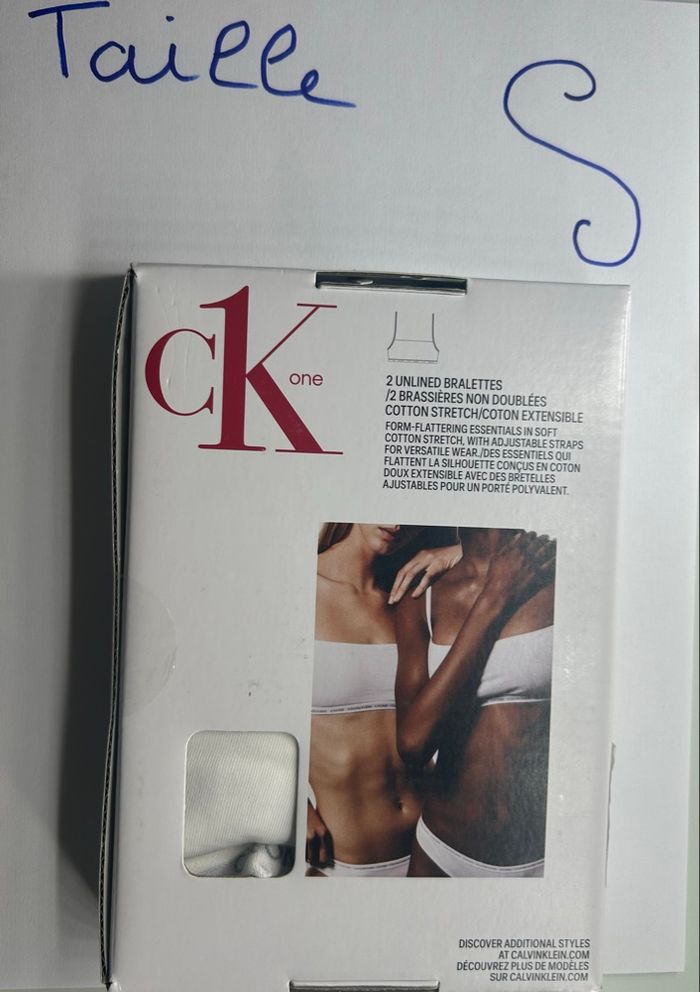 Taille S
CK one
2 UNLINED BRALETTES
/2 BRASSIÈRES NON DOUBLÉES
COTTON STRETCH/COTON EXTENSIBLE
FORM-FLATTERING ESSENTIALS IN SOFT
COTTON STRETCH, WITH ADJUSTABLE STRAPS
FOR VERSATILE WEAR./DES ESSENTIELS QUI
FLATTENT LA SILHOUETTE CONÇUS EN COTON
DOUX EXTENSIBLE AVEC DES BRETELLES
AJUSTABLES POUR UN PORTÉ POLYVALENT.
DISCOVER ADDITIONAL STYLES
AT CALVINKLEIN.COM
DÉCOUVREZ PLUS DE MODÈLES
SUR CALVINKLEIN.COM